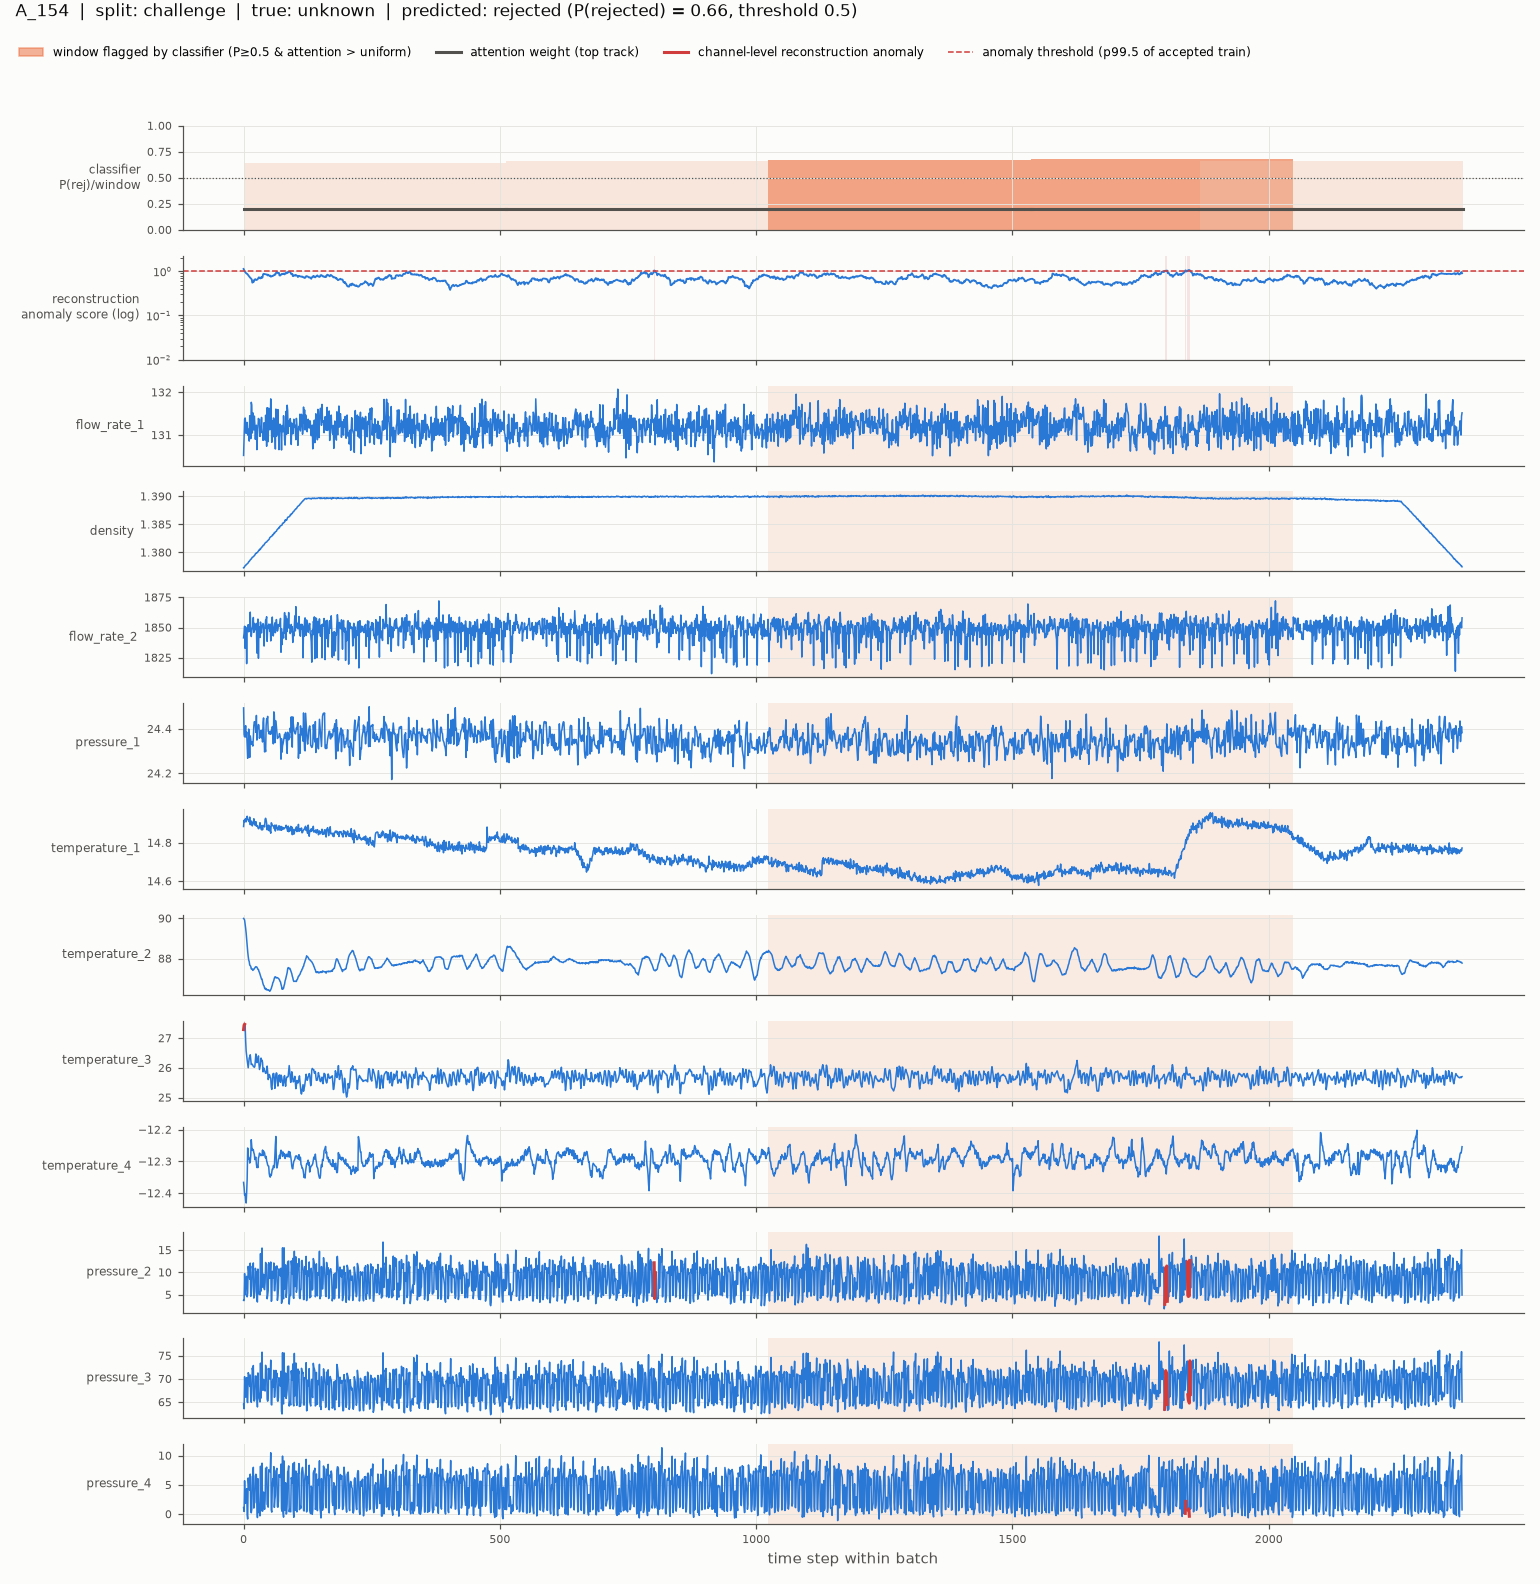 A_154 | split: challenge | true: unknown | predicted: rejected (P(rejected) = 0.66, threshold 0.5)
window flagged by classifier (P≥0.5 & attention > uniform) attention weight (top track) channel-level reconstruction anomaly anomaly threshold (p99.5 of accepted train)
classifier
P(rej)/window
1.00
0.75
0.50
0.25
0.00
reconstruction
anomaly score (log)
10⁰
10⁻¹
10⁻²
flow_rate_1
132
131
density
1.390
1.385
1.380
flow_rate_2
1875
1850
1825
pressure_1
24.4
24.2
temperature_1
14.8
14.6
temperature_2
90
88
temperature_3
27
26
25
temperature_4
−12.2
−12.3
−12.4
pressure_2
15
10
5
pressure_3
75
70
65
pressure_4
10
5
0
0 500 1000 1500 2000
time step within batch